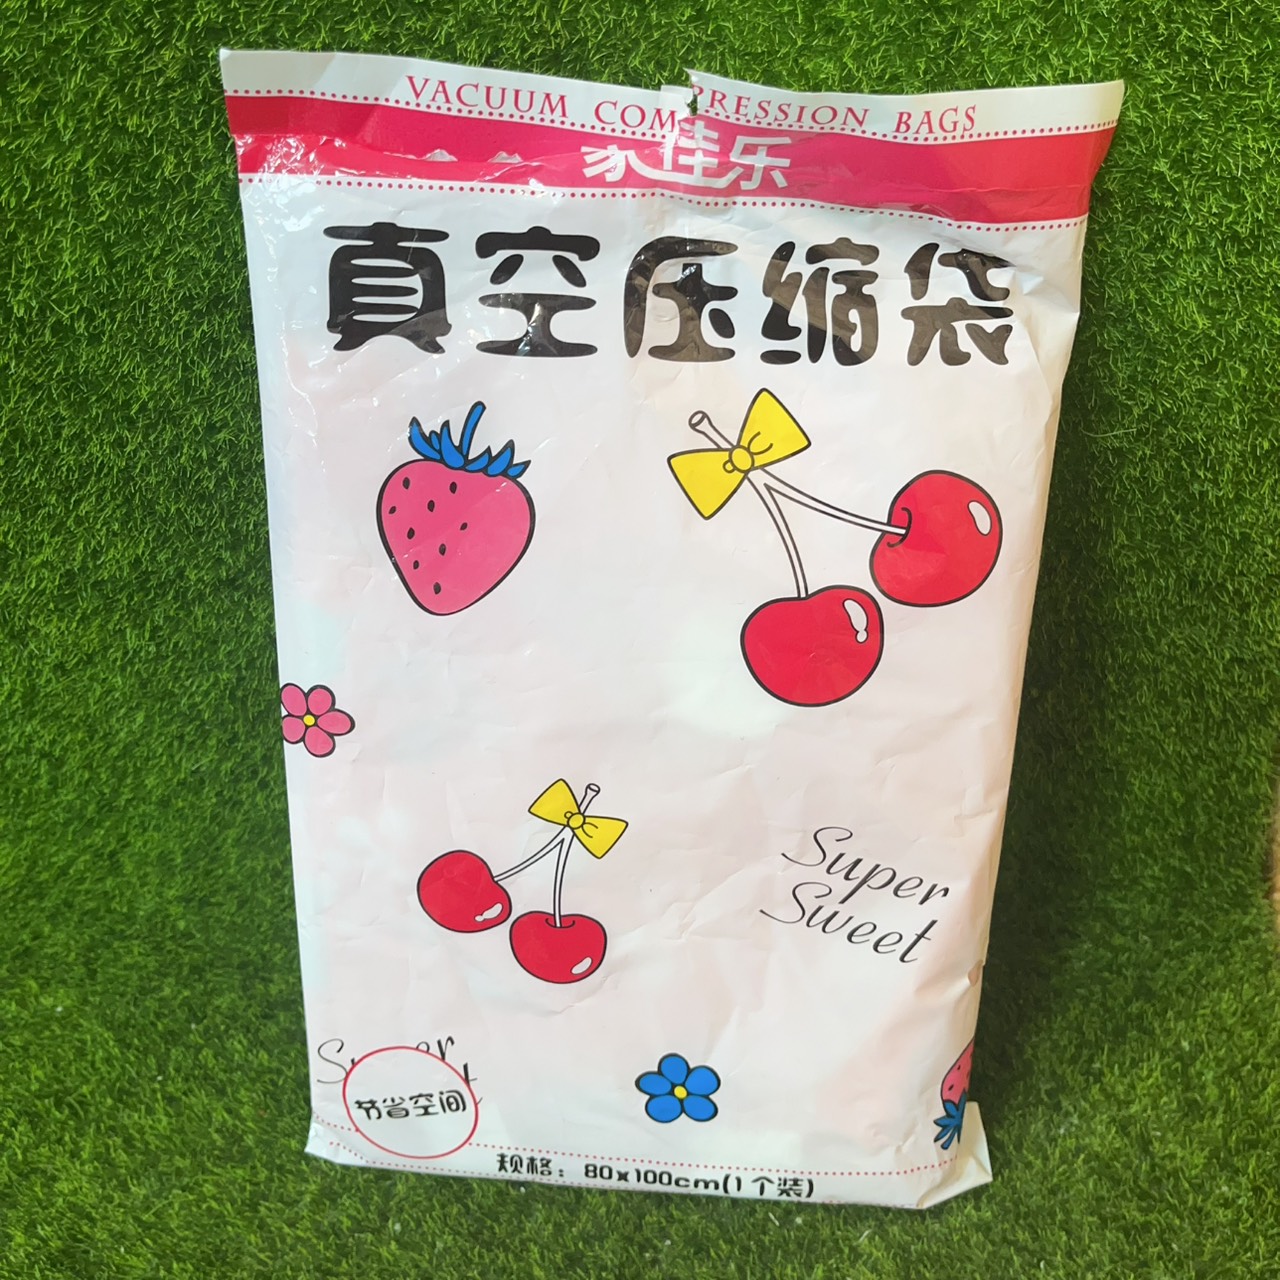 VACUUM COMPRESSION BAGS
家佳乐
真空压缩袋
Super
Sweet
节省空间
规格：80x100cm(1个装)